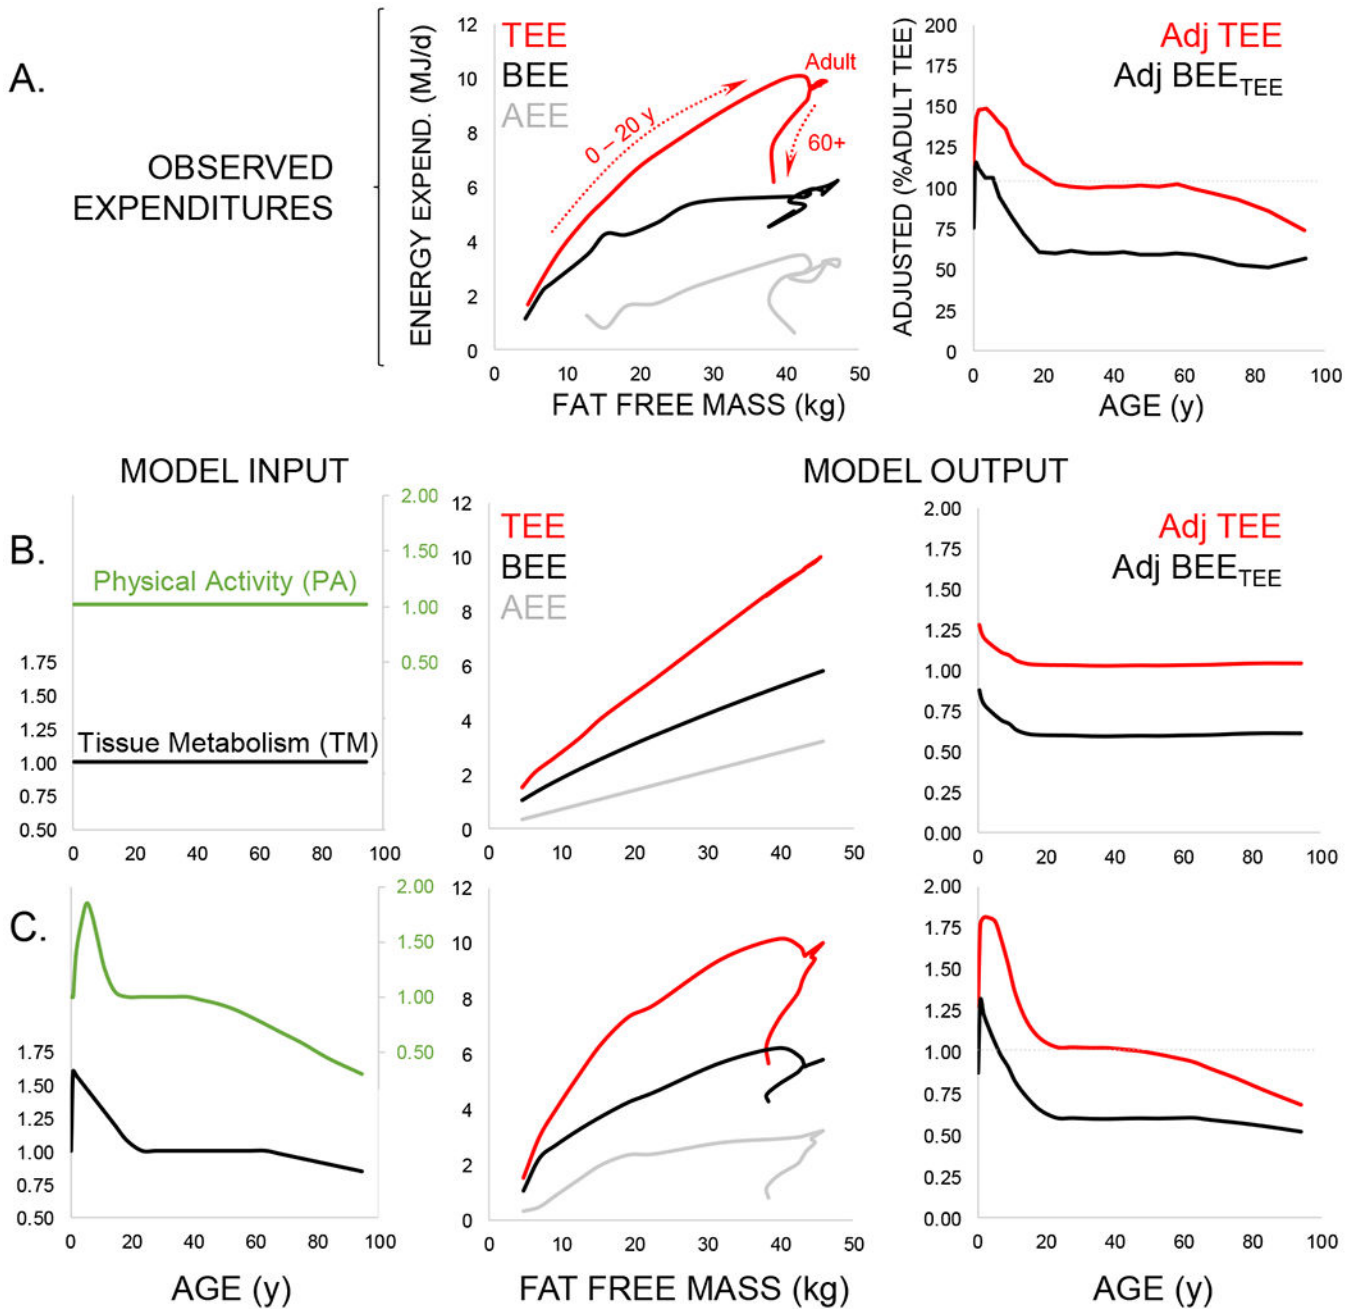 A.
OBSERVED
EXPENDITURES
ENERGY EXPEND. (MJ/d)
12
10
8
6
4
2
0
TEE
BEE
AEE
0 – 20 y
Adult
60+
0 10 20 30 40 50
FAT FREE MASS (kg)
ADJUSTED (%ADULT TEE)
200
175
150
125
100
75
50
25
0
Adj TEE
Adj BEETEE
0 20 40 60 80 100
AGE (y)
MODEL INPUT
MODEL OUTPUT
B.
2.00
1.50
1.00
0.50
Physical Activity (PA)
1.75
1.50
1.25
1.00
0.75
0.50
Tissue Metabolism (TM)
0 20 40 60 80 100
12
10
8
6
4
2
0
TEE
BEE
AEE
0 10 20 30 40 50
2.00
1.75
1.50
1.25
1.00
0.75
0.50
0.25
0.00
Adj TEE
Adj BEETEE
0 20 40 60 80 100
C.
2.00
1.50
1.00
0.50
1.75
1.50
1.25
1.00
0.75
0.50
0 20 40 60 80 100
AGE (y)
12
10
8
6
4
2
0
0 10 20 30 40 50
FAT FREE MASS (kg)
2.00
1.75
1.50
1.25
1.00
0.75
0.50
0.25
0.00
0 20 40 60 80 100
AGE (y)